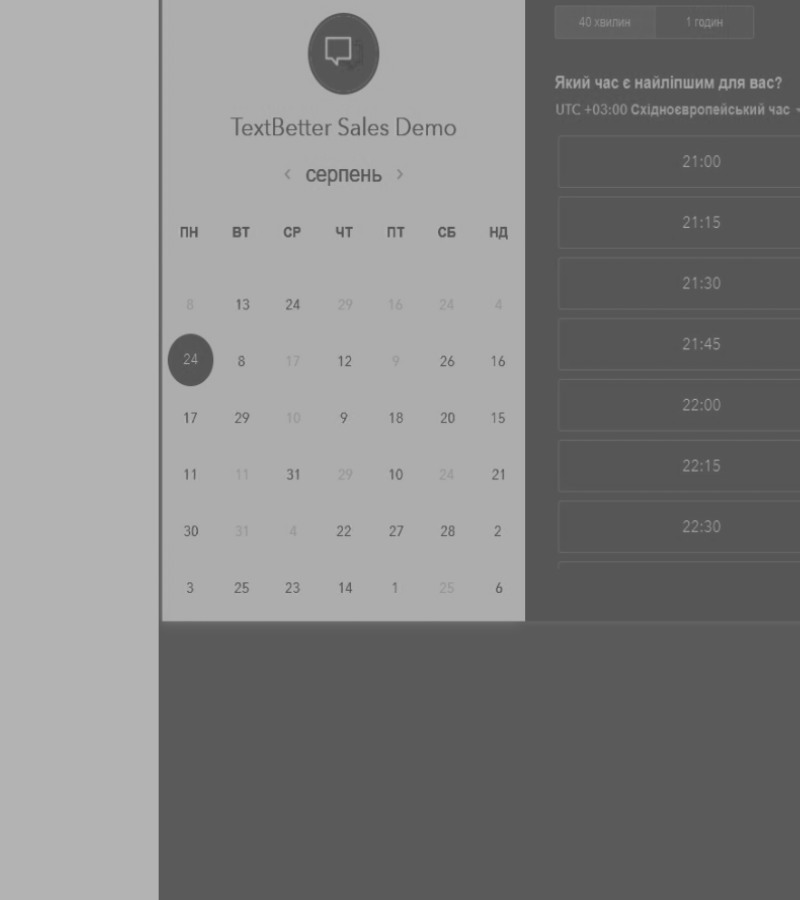 TextBetter Sales Demo
‹ серпень ›
ПН ВТ СР ЧТ ПТ СБ НД
8 13 24 29 16 24 4
24 8 17 12 9 26 16
17 29 10 9 18 20 15
11 11 31 29 10 24 21
30 31 4 22 27 28 2
3 25 23 14 1 25 6
40 хвилин 1 годин
Який час є найліпшим для вас?
UTC +03:00 Східноєвропейський час
21:00
21:15
21:30
21:45
22:00
22:15
22:30